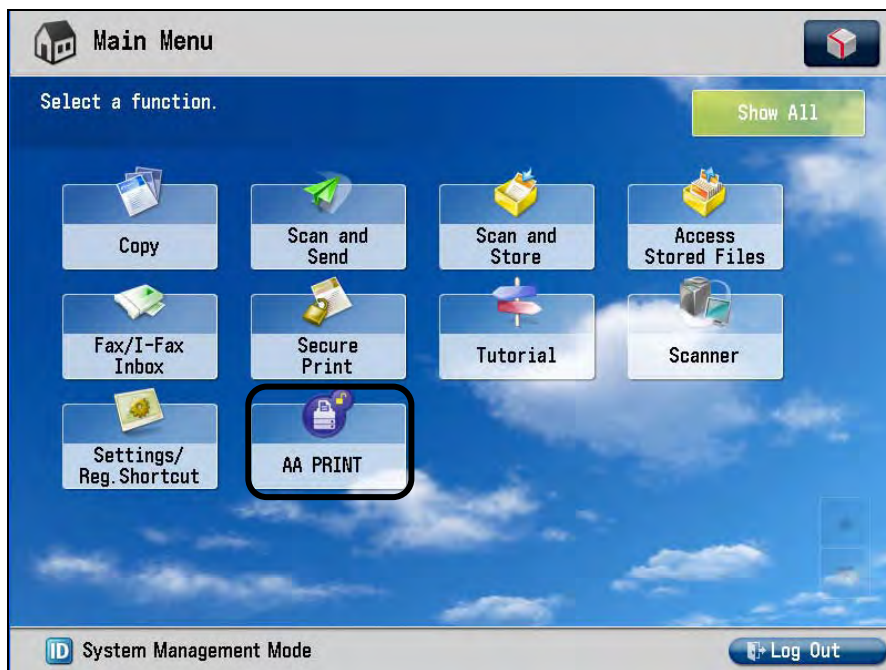 Main Menu
Select a function.
Show All
Copy
Scan and
Send
Scan and
Store
Access
Stored Files
Fax/I-Fax
Inbox
Secure
Print
Tutorial
Scanner
Settings/
Reg.Shortcut
AA PRINT
ID System Management Mode
Log Out